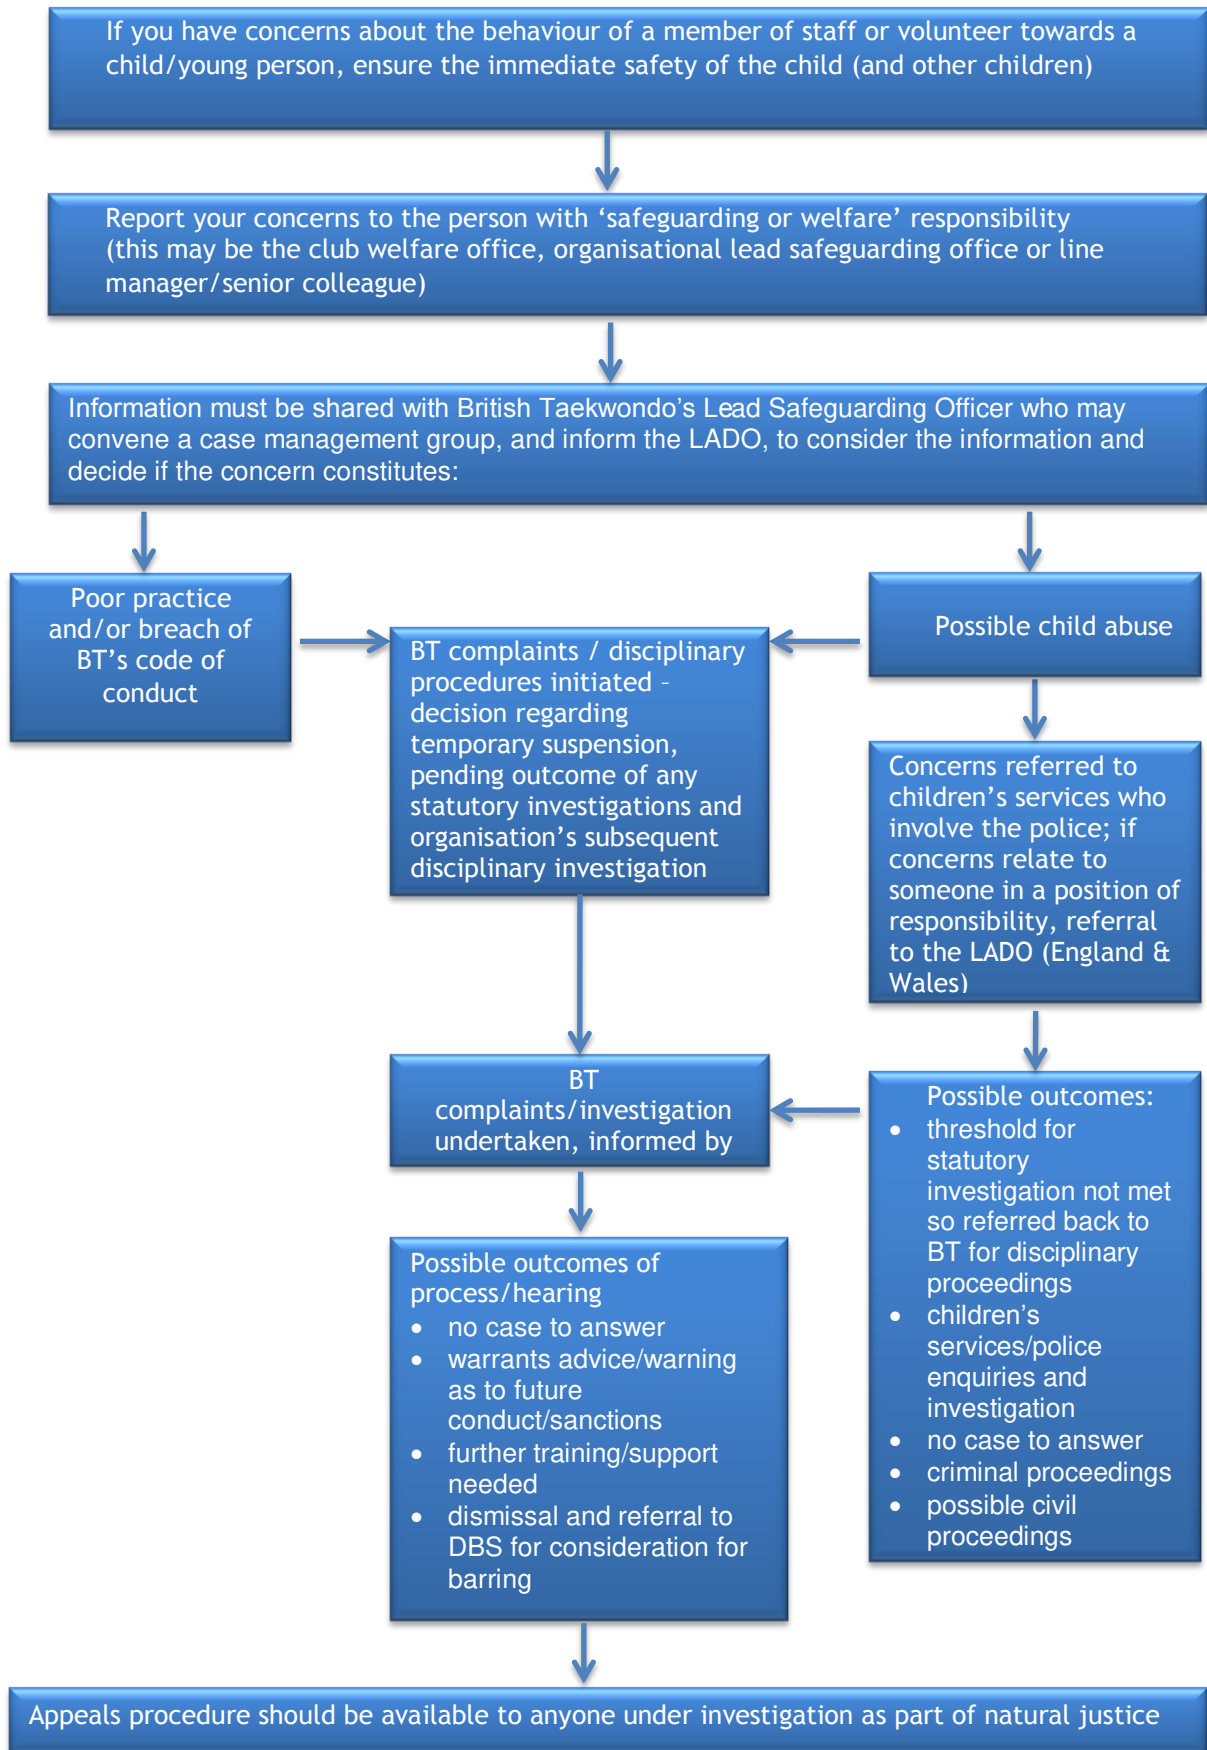 If you have concerns about the behaviour of a member of staff or volunteer towards a
child/young person, ensure the immediate safety of the child (and other children)
Report your concerns to the person with ‘safeguarding or welfare’ responsibility
(this may be the club welfare office, organisational lead safeguarding office or line
manager/senior colleague)
Information must be shared with British Taekwondo’s Lead Safeguarding Officer who may
convene a case management group, and inform the LADO, to consider the information and
decide if the concern constitutes:
Poor practice
and/or breach of
BT’s code of
conduct
BT complaints / disciplinary
procedures initiated –
decision regarding
temporary suspension,
pending outcome of any
statutory investigations and
organisation’s subsequent
disciplinary investigation
Possible child abuse
Concerns referred to
children’s services who
involve the police; if
concerns relate to
someone in a position of
responsibility, referral
to the LADO (England &
Wales)
BT
complaints/investigation
undertaken, informed by
Possible outcomes:
• threshold for
statutory
investigation not met
so referred back to
BT for disciplinary
proceedings
• children’s
services/police
enquiries and
investigation
• no case to answer
• criminal proceedings
• possible civil
proceedings
Possible outcomes of
process/hearing
• no case to answer
• warrants advice/warning
as to future
conduct/sanctions
• further training/support
needed
• dismissal and referral to
DBS for consideration for
barring
Appeals procedure should be available to anyone under investigation as part of natural justice